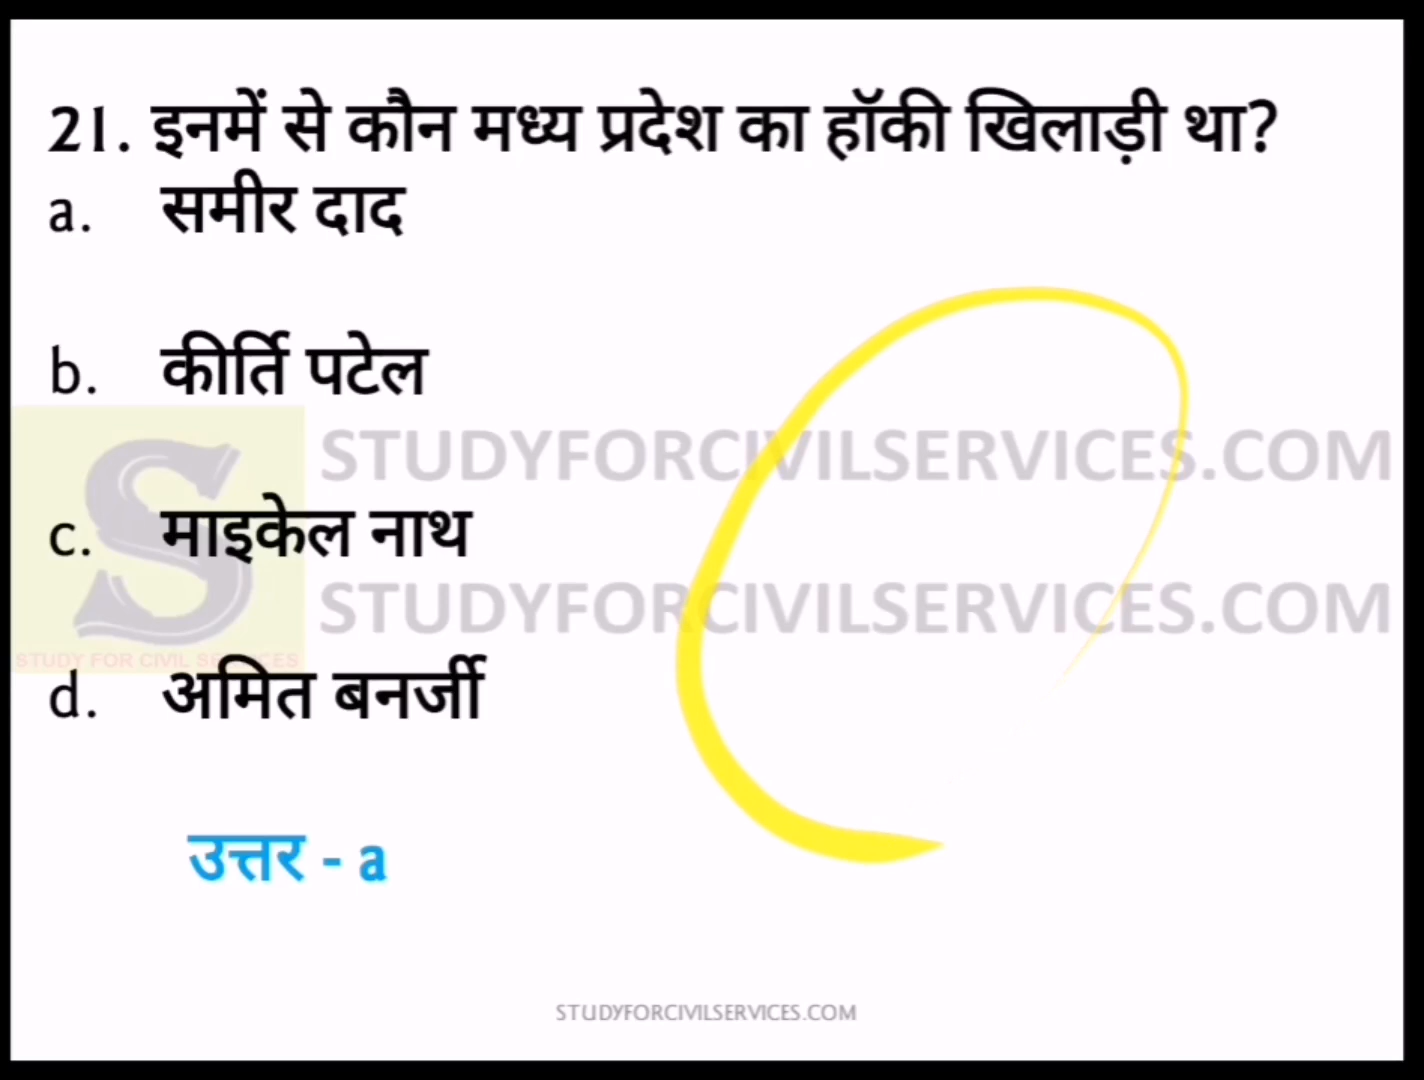 21. इनमें से कौन मध्य प्रदेश का हॉकी खिलाड़ी था?
a. समीर दाद
b. कीर्ति पटेल
STUDYFORCIVILSERVICES.COM
c. माइकेल नाथ
STUDYFORCIVILSERVICES.COM
STUDY FOR CIVIL SERVICES
d. अमित बनर्जी
उत्तर - a
STUDYFORCIVILSERVICES.COM